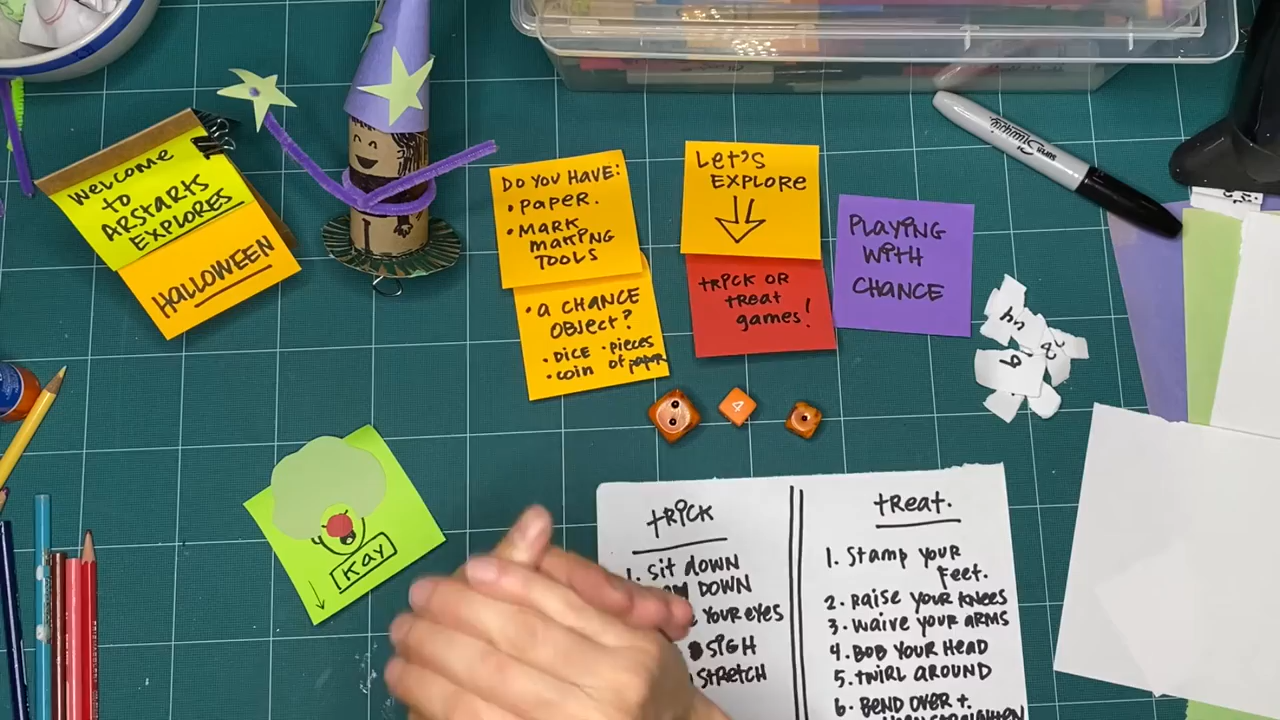 Welcome
to
ARSTARTS
EXPLORES
HALLOWEEN
DO YOU HAVE:
• PAPER.
• MARK
MAKING
TOOLS
• A CHANCE
OBJECT?
• DICE • PIECES
• COIN OF PAPER
LET'S
EXPLORE
TRICK OR
TREAT
games!
PLAYING
WITH
CHANCE
Sharpie
4
KAY
TRICK
1. Sit DOWN
DOWN
YOUR EYES
SIGH
STRETCH
TREAT.
1. Stamp your
Feet.
2. RAISE YOUR KNEES
3. WAIVE YOUR ARMS
4. BOB YOUR HEAD
5. TWIRL AROUND
6. BEND OVER +